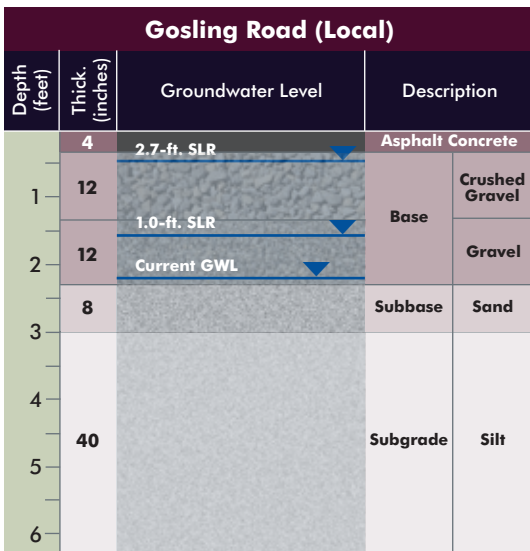 Gosling Road (Local)
Depth
(feet)
Thick.
(inches)
Groundwater Level
Description
4
2.7-ft. SLR
Asphalt Concrete
1
12
Base
Crushed
Gravel
1.0-ft. SLR
2
12
Current GWL
Gravel
8
Subbase
Sand
3
4
40
Subgrade
Silt
5
6